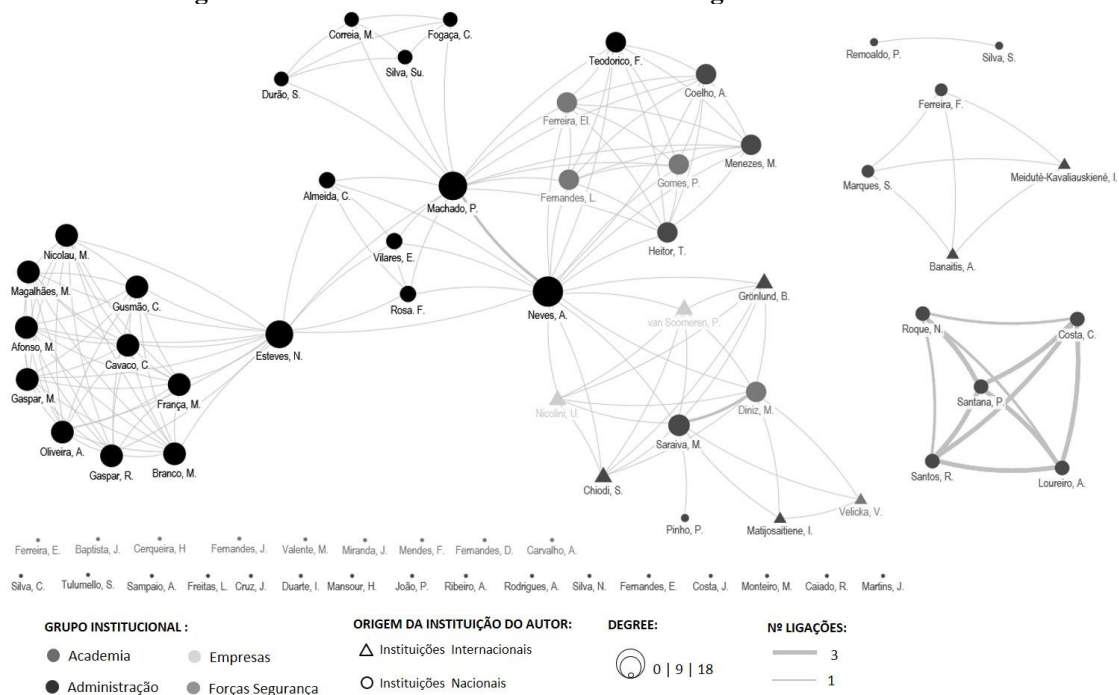 Correia, M.
Fogaça, C.
Silva, Su.
Durão, S.
Teodorico, F.
Coelho, A.
Ferreira, El.
Menezes, M.
Gomes, P.
Fernandes, L.
Heitor, T.
Machado, P.
Almeida, C.
Vilares, E.
Rosa. F.
Neves, A.
Esteves, N.
Nicolau, M.
Magalhães, M.
Gusmão, C.
Afonso, M.
Cavaco, C.
Gaspar, M.
França, M.
Oliveira, A.
Gaspar, R.
Branco, M.
Grönlund, B.
van Soomeren, P.
Nicolini, U.
Diniz, M.
Saraiva, M.
Chiodi, S.
Pinho, P.
Matijosaitiene, I.
Velicka, V.
Remoaldo, P.
Silva, S.
Ferreira, F.
Marques, S.
Meiduté-Kavaliauskiené, I.
Banaitis, A.
Roque, N.
Costa, C.
Santana, P.
Santos, R.
Loureiro, A.
Ferreira, E. Baptista, J. Cerqueira, H Fernandes, J. Valente, M. Miranda, J. Mendes, F. Fernandes, D. Carvalho, A.
Silva, C. Tulumello, S. Sampaio, A. Freitas, L. Cruz, J. Duarte, I. Mansour, H. João, P. Ribeiro, A. Rodrigues, A. Silva, N. Fernandes, E. Costa, J. Monteiro, M. Caiado, R. Martins, J.
GRUPO INSTITUCIONAL :
Academia
Empresas
Administração
Forças Segurança
ORIGEM DA INSTITUIÇÃO DO AUTOR:
Instituições Internacionais
Instituições Nacionais
DEGREE:
0 | 9 | 18
Nº LIGAÇÕES:
3
1